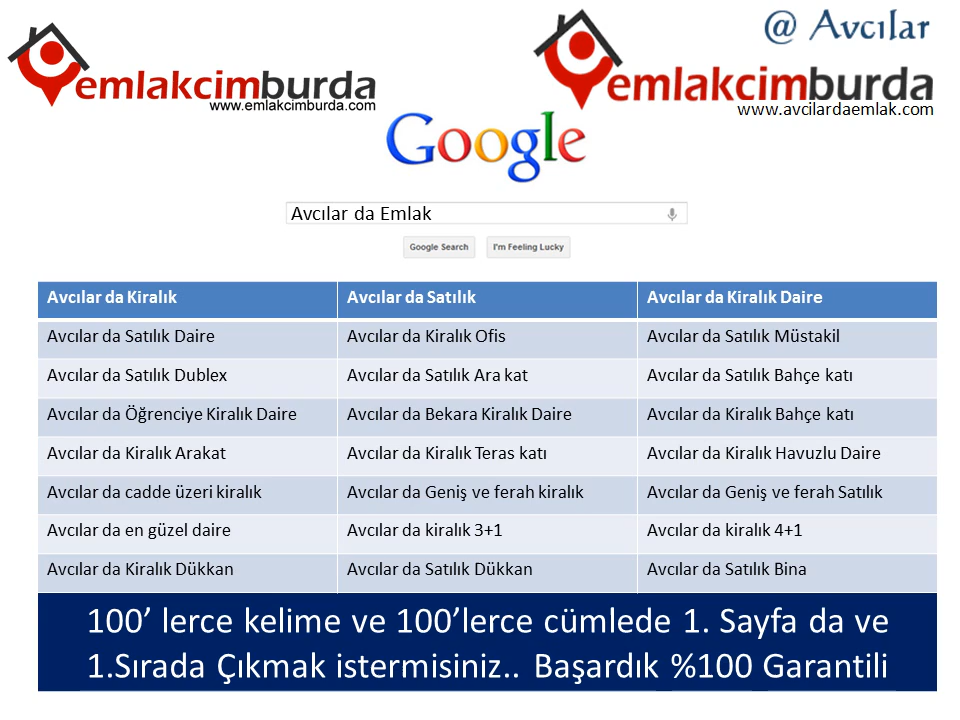 @ Avcılar
emlakcimburda
www.emlakcimburda.com
emlakcimburda
www.avcilardaemlak.com
Google
Avcılar da Emlak
Google Search I'm Feeling Lucky
Avcılar da Kiralık Avcılar da Satılık Avcılar da Kiralık Daire
Avcılar da Satılık Daire Avcılar da Kiralık Ofis Avcılar da Satılık Müstakil
Avcılar da Satılık Dublex Avcılar da Satılık Ara kat Avcılar da Satılık Bahçe katı
Avcılar da Öğrenciye Kiralık Daire Avcılar da Bekara Kiralık Daire Avcılar da Kiralık Bahçe katı
Avcılar da Kiralık Arakat Avcılar da Kiralık Teras katı Avcılar da Kiralık Havuzlu Daire
Avcılar da cadde üzeri kiralık Avcılar da Geniş ve ferah kiralık Avcılar da Geniş ve ferah Satılık
Avcılar da en güzel daire Avcılar da kiralık 3+1 Avcılar da kiralık 4+1
Avcılar da Kiralık Dükkan Avcılar da Satılık Dükkan Avcılar da Satılık Bina
100’ lerce kelime ve 100’lerce cümlede 1. Sayfa da ve
1.Sırada Çıkmak istermisiniz.. Başardık %100 Garantili